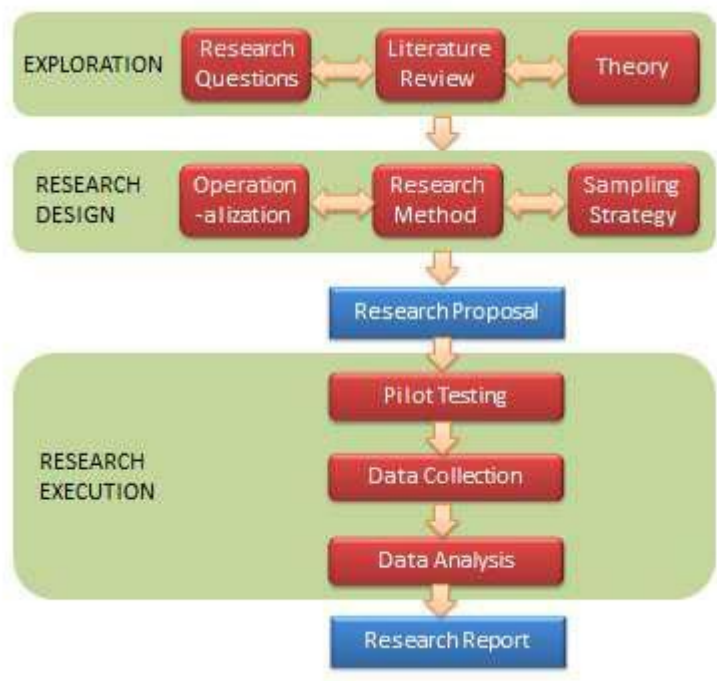 EXPLORATION
Research
Questions
Literature
Review
Theory
RESEARCH
DESIGN
Operation
-alization
Research
Method
Sampling
Strategy
Research Proposal
RESEARCH
EXECUTION
Pilot Testing
Data Collection
Data Analysis
Research Report